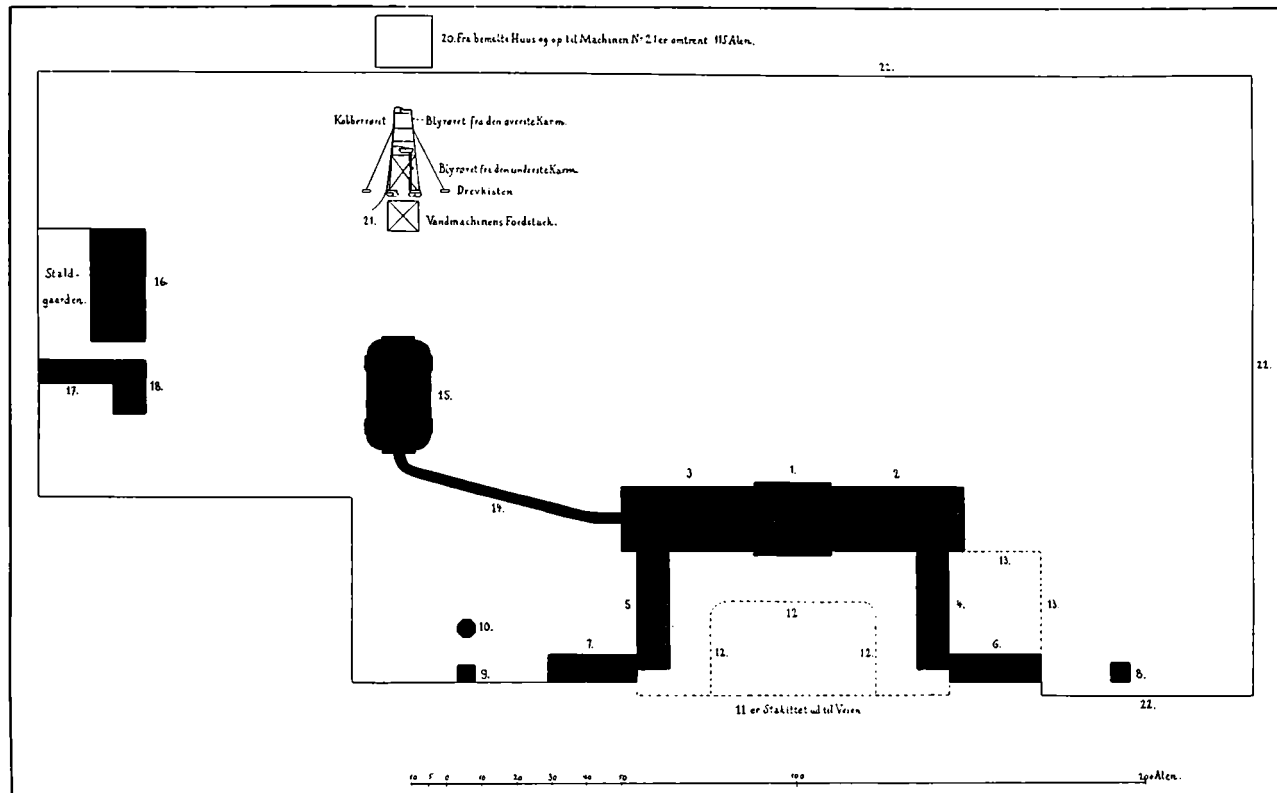 20. Fra bemelte Huus og op til Machinen No 21 er omtrent 115 Alen.
22.
Kobberrøret
Blyrøret fra den øverste Karm.
Blyrøret fra den underste Karm
Drevkisten
21.
Vandmachinens Fodstück.
Stald-
gaarden.
16.
17.
18.
15.
22.
14.
3
1.
2
13.
5
4.
13.
12
12.
12.
10.
7.
6.
9.
8.
11 er Stakittet ud til Veien
22.
10 5 0 10 20 30 40 50 100 200 Alen.